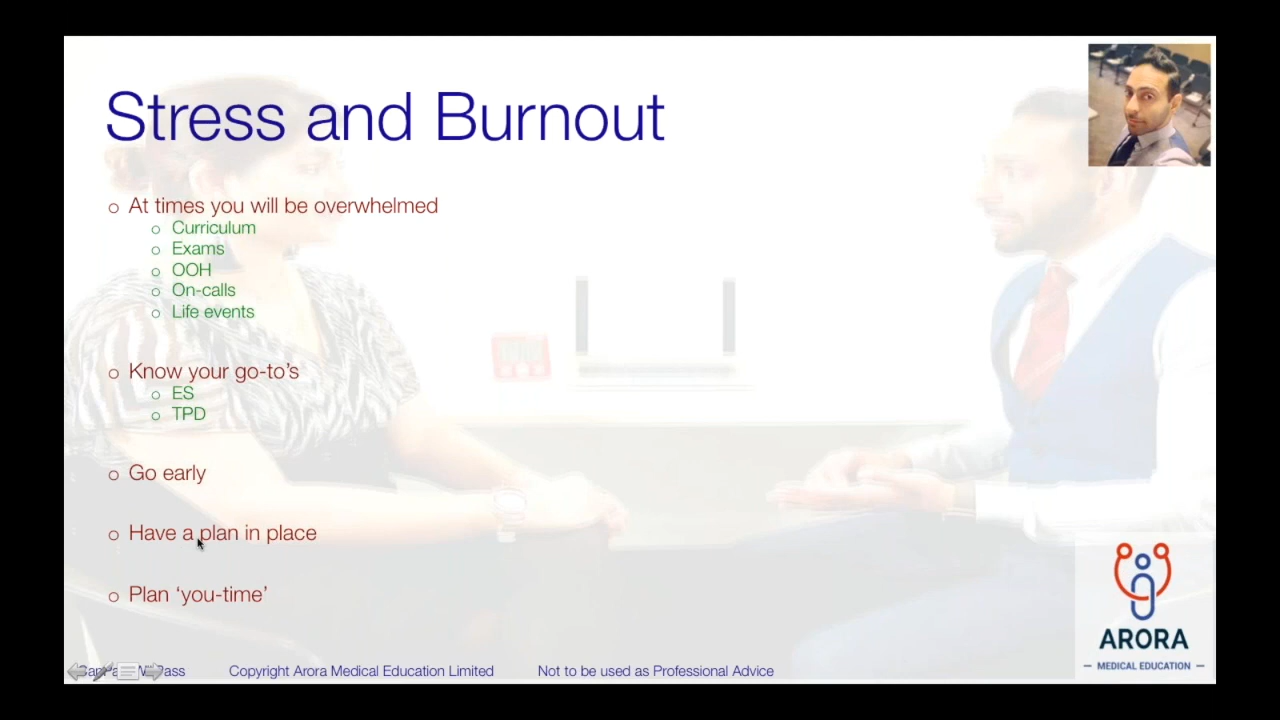 Stress and Burnout
At times you will be overwhelmed
Curriculum
Exams
OOH
On-calls
Life events
Know your go-to’s
ES
TPD
Go early
Have a plan in place
Plan ‘you-time’
Copyright Arora Medical Education Limited
Not to be used as Professional Advice
ARORA
MEDICAL EDUCATION